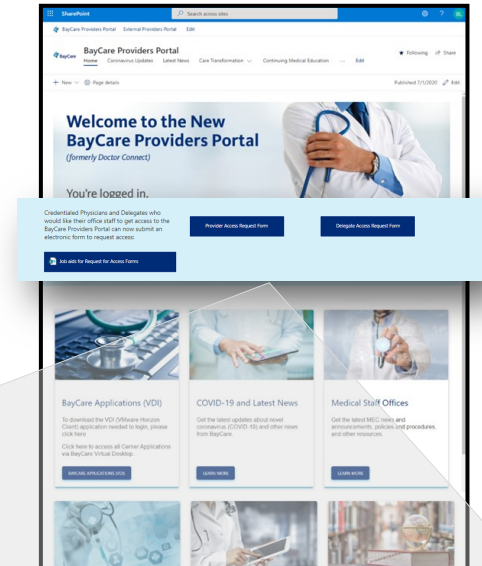 SharePoint
Search across sites
?
BL
BayCare Providers Portal External Providers Portal Edit
BayCare
BayCare Providers Portal
Home Coronavirus Updates Latest News Care Transformation Continuing Medical Education ... Edit
Following Share
+ New Page details
Published 7/1/2020 Edit
Welcome to the New
BayCare Providers Portal
(formerly Doctor Connect)
You're logged in.
Credentialed Physicians and Delegates who
would like their office staff to get access to the
BayCare Providers Portal can now submit an
electronic form to request access:
Provider Access Request Form
Delegate Access Request Form
Job aids for Request for Access Forms
BayCare Applications (VDI)
To download the VDI (VMware Horizon
Client) application needed to login, please
click here
Click here to access all Cerner Applications
via BayCare Virtual Desktop.
BAYCARE APPLICATIONS (VDI)
COVID-19 and Latest News
Get the latest updates about novel
coronavirus (COVID-19) and other news
from BayCare.
LEARN MORE
Medical Staff Offices
Get the latest MEC news and
announcements, policies and procedures,
and other resources.
LEARN MORE